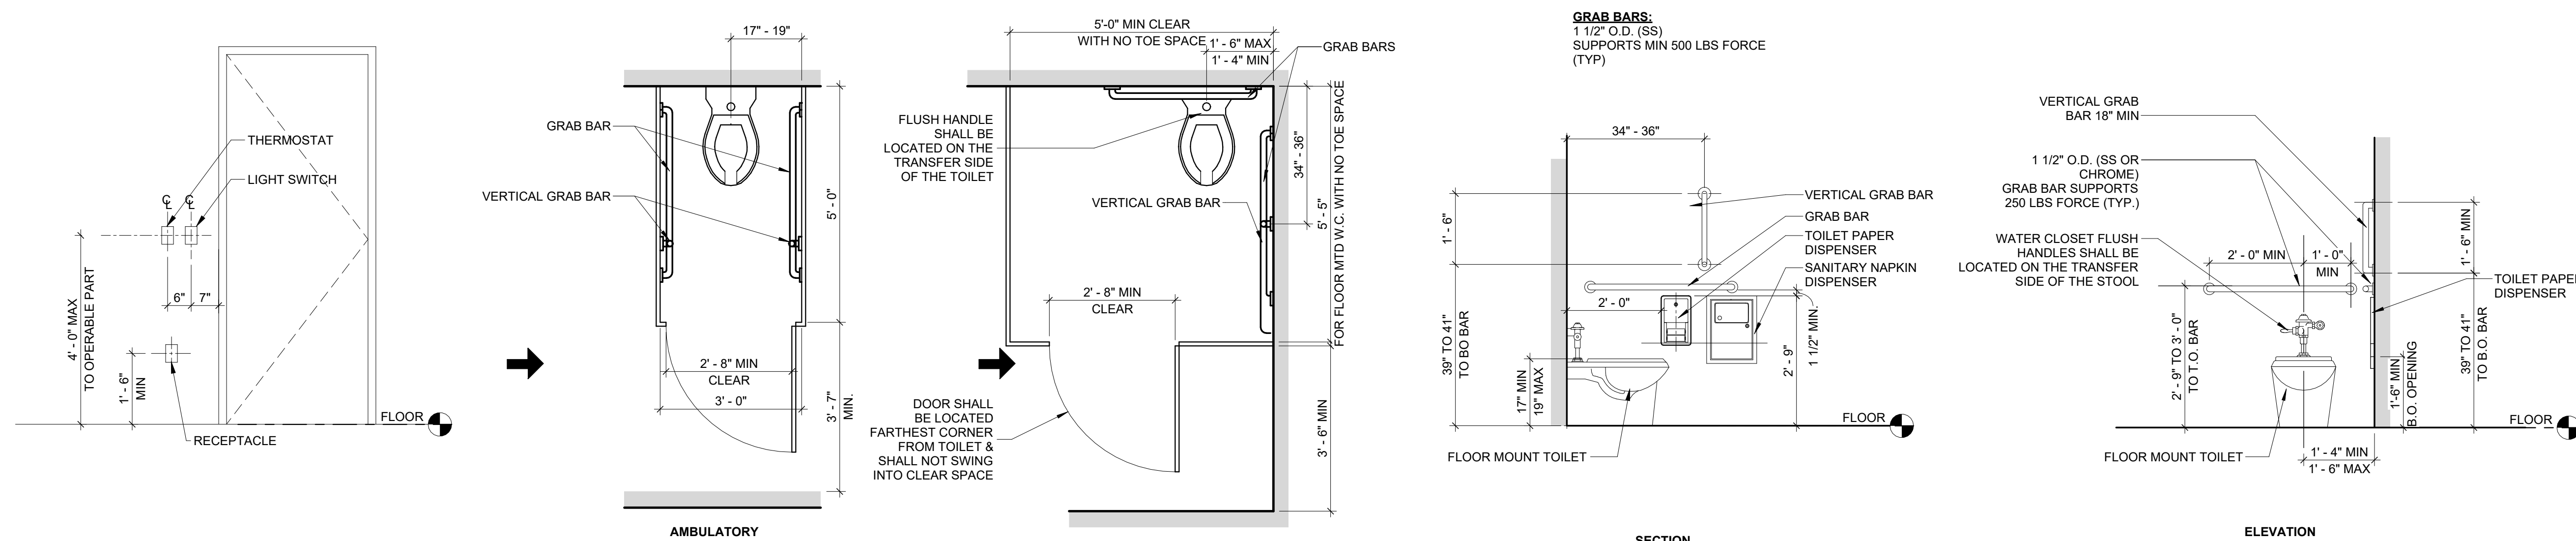 THERMOSTAT
LIGHT SWITCH
CL
CL
6"
7"
4' - 0" MAX
TO OPERABLE PART
1' - 6"
MIN
RECEPTACLE
FLOOR
17" - 19"
GRAB BAR
VERTICAL GRAB BAR
5' - 0"
2' - 8" MIN
CLEAR
3' - 0"
3' - 7"
MIN.
AMBULATORY
5'-0" MIN CLEAR
WITH NO TOE SPACE
1' - 6" MAX
1' - 4" MIN
GRAB BARS
FLUSH HANDLE
SHALL BE
LOCATED ON THE
TRANSFER SIDE
OF THE TOILET
VERTICAL GRAB BAR
34" - 36"
5' - 5"
FOR FLOOR MTD W.C. WITH NO TOE SPACE
2' - 8" MIN
CLEAR
DOOR SHALL
BE LOCATED
FARTHEST CORNER
FROM TOILET &
SHALL NOT SWING
INTO CLEAR SPACE
3' - 6" MIN
GRAB BARS:
1 1/2" O.D. (SS)
SUPPORTS MIN 500 LBS FORCE
(TYP)
34" - 36"
VERTICAL GRAB BAR
GRAB BAR
TOILET PAPER
DISPENSER
SANITARY NAPKIN
DISPENSER
1' - 6"
39" TO 41"
TO BO BAR
2' - 0"
17" MIN
19" MAX
2' - 9"
1 1/2" MIN.
FLOOR
FLOOR MOUNT TOILET
SECTION
VERTICAL GRAB
BAR 18" MIN
1 1/2" O.D. (SS OR
CHROME)
GRAB BAR SUPPORTS
250 LBS FORCE (TYP.)
WATER CLOSET FLUSH
HANDLES SHALL BE
LOCATED ON THE TRANSFER
SIDE OF THE STOOL
2' - 0" MIN
1' - 0"
MIN
1' - 6" MIN
TOILET PAPER
DISPENSER
2' - 9" TO 3' - 0"
TO T.O. BAR
1'-6" MIN
B.O. OPENING
39" TO 41"
TO B.O. BAR
FLOOR
FLOOR MOUNT TOILET
1' - 4" MIN
1' - 6" MAX
ELEVATION